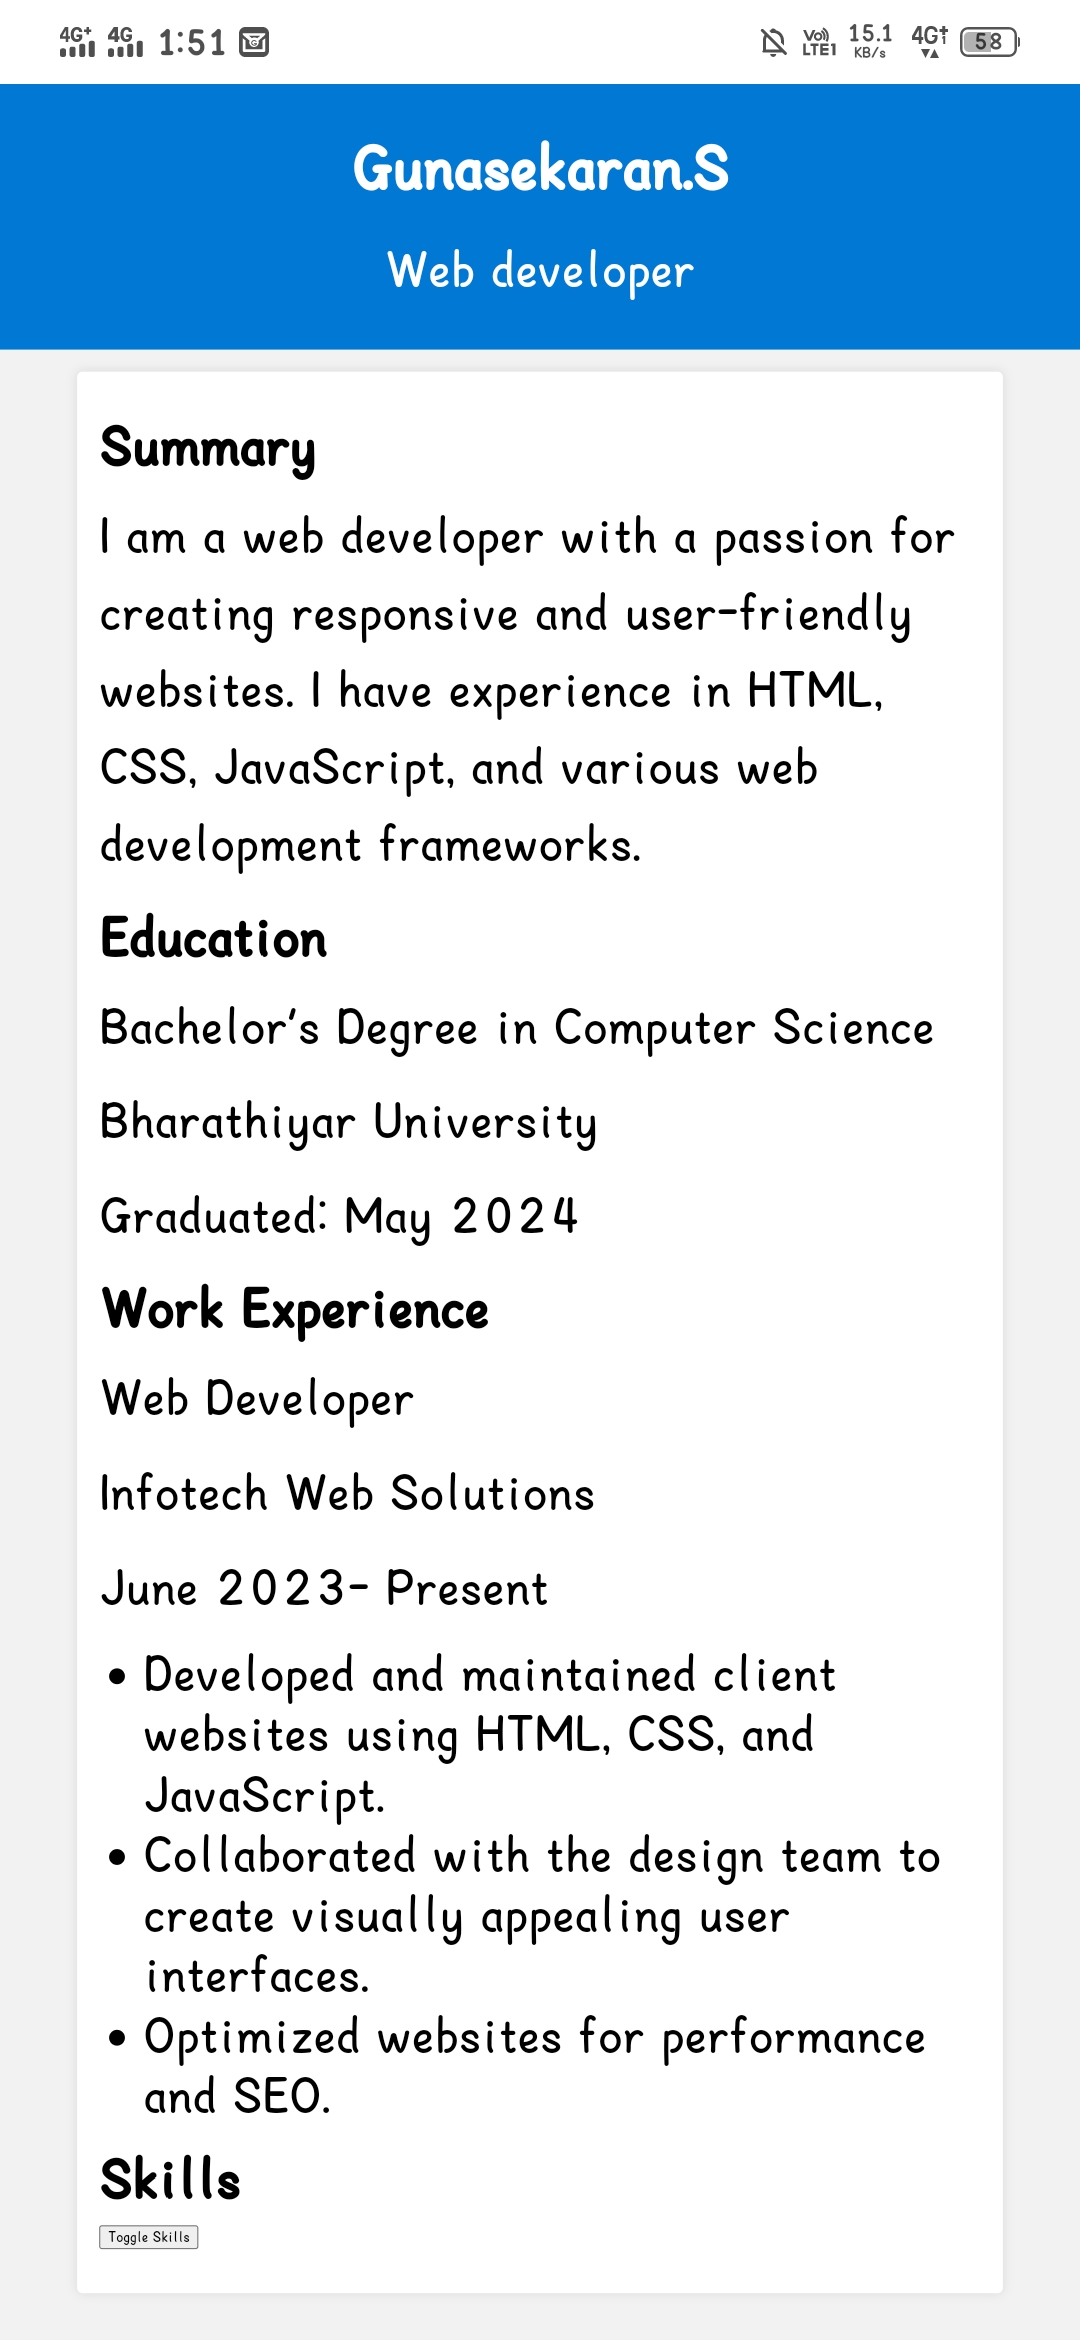 4G+ 4G 1:51 Vo)) LTE1 15.1 KB/s 4G+ 58
Gunasekaran.S
Web developer
Summary
I am a web developer with a passion for
creating responsive and user-friendly
websites. I have experience in HTML,
CSS, JavaScript, and various web
development frameworks.
Education
Bachelor's Degree in Computer Science
Bharathiyar University
Graduated: May 2024
Work Experience
Web Developer
Infotech Web Solutions
June 2023- Present
• Developed and maintained client
websites using HTML, CSS, and
JavaScript.
• Collaborated with the design team to
create visually appealing user
interfaces.
• Optimized websites for performance
and SEO.
Skills
Toggle Skills